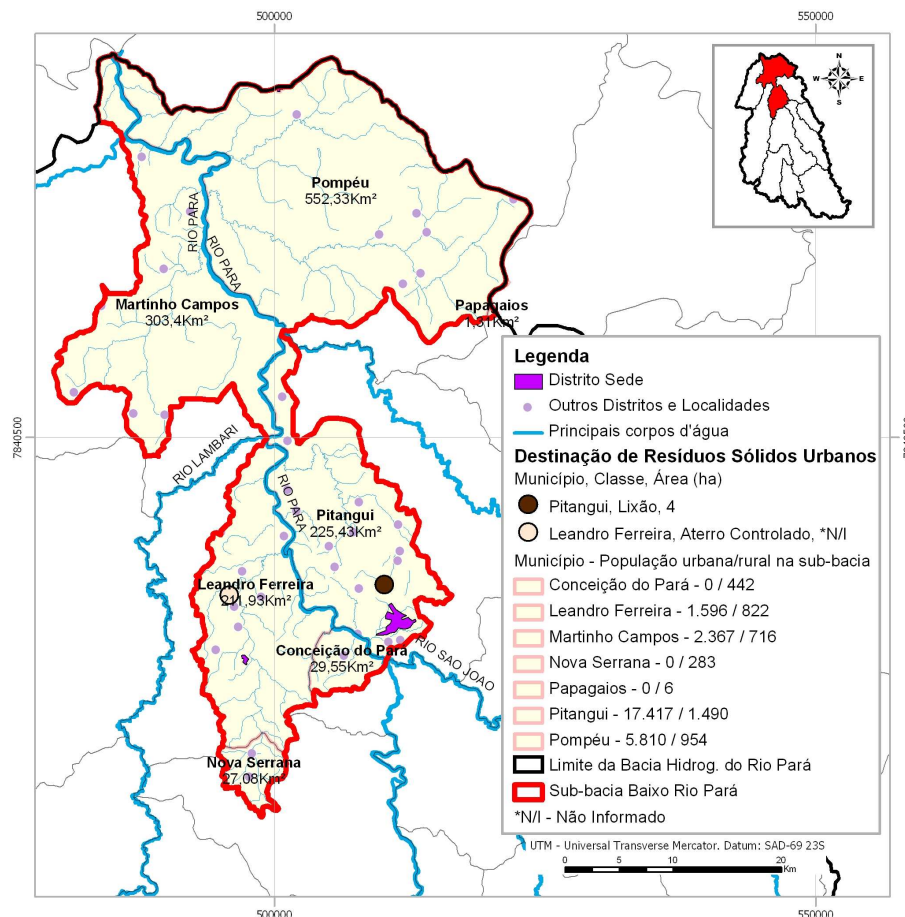 500000
550000
N
W
E
S
Pompéu
552,33Km²
RIO PARA
RIO PARA
Martinho Campos
303,4Km²
Papagaios
1,31Km²
7840500
RIO LAMBARI
RIO PARA
Pitangui
225,43Km²
Leandro Ferreira
211,93Km²
Conceição do Pará
29,55Km²
RIO SAO JOAO
Nova Serrana
27,08Km²
Legenda
Distrito Sede
Outros Distritos e Localidades
Principais corpos d'água
Destinação de Resíduos Sólidos Urbanos
Município, Classe, Área (ha)
Pitangui, Lixão, 4
Leandro Ferreira, Aterro Controlado, *N/I
Município - População urbana/rural na sub-bacia
Conceição do Pará - 0 / 442
Leandro Ferreira - 1.596 / 822
Martinho Campos - 2.367 / 716
Nova Serrana - 0 / 283
Papagaios - 0 / 6
Pitangui - 17.417 / 1.490
Pompéu - 5.810 / 954
Limite da Bacia Hidrog. do Rio Pará
Sub-bacia Baixo Rio Pará
*N/I - Não Informado
UTM - Universal Transverse Mercator. Datum: SAD-69 23S
0 5 10 20
Km
500000
550000